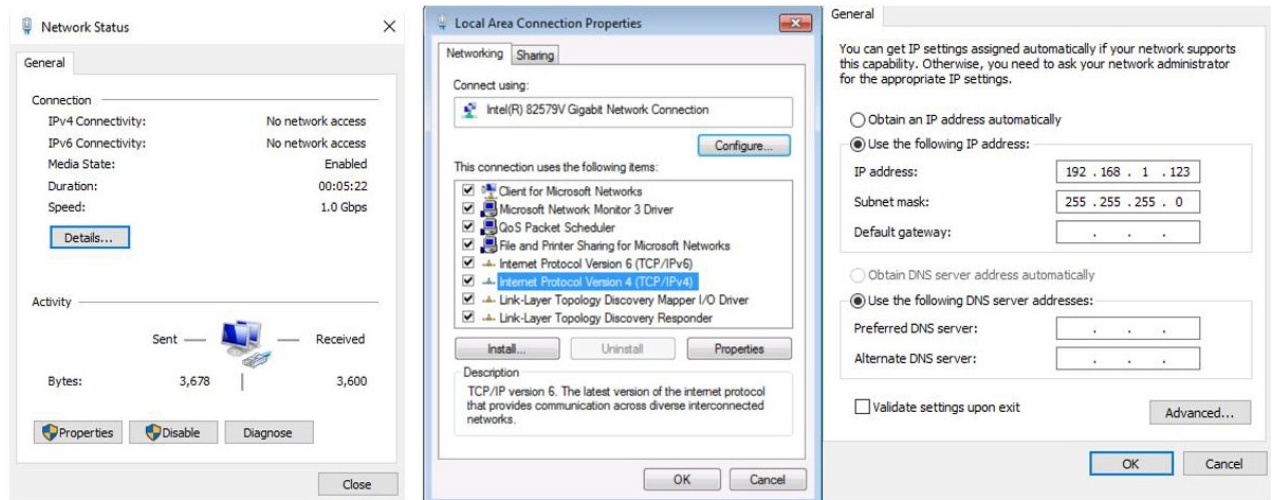 Network Status
General
Connection
IPv4 Connectivity: No network access
IPv6 Connectivity: No network access
Media State: Enabled
Duration: 00:05:22
Speed: 1.0 Gbps
Details...
Activity
Sent Received
Bytes: 3,678 3,600
Properties Disable Diagnose
Close
Local Area Connection Properties
Networking Sharing
Connect using:
Intel(R) 82579V Gigabit Network Connection
Configure...
This connection uses the following items:
Client for Microsoft Networks
Microsoft Network Monitor 3 Driver
QoS Packet Scheduler
File and Printer Sharing for Microsoft Networks
Internet Protocol Version 6 (TCP/IPv6)
Internet Protocol Version 4 (TCP/IPv4)
Link-Layer Topology Discovery Mapper I/O Driver
Link-Layer Topology Discovery Responder
Install... Uninstall Properties
Description
TCP/IP version 6. The latest version of the internet protocol
that provides communication across diverse interconnected
networks.
OK Cancel
General
You can get IP settings assigned automatically if your network supports
this capability. Otherwise, you need to ask your network administrator
for the appropriate IP settings.
Obtain an IP address automatically
Use the following IP address:
IP address: 192 . 168 . 1 . 123
Subnet mask: 255 . 255 . 255 . 0
Default gateway: . . .
Obtain DNS server address automatically
Use the following DNS server addresses:
Preferred DNS server: . . .
Alternate DNS server: . . .
Validate settings upon exit
Advanced...
OK Cancel